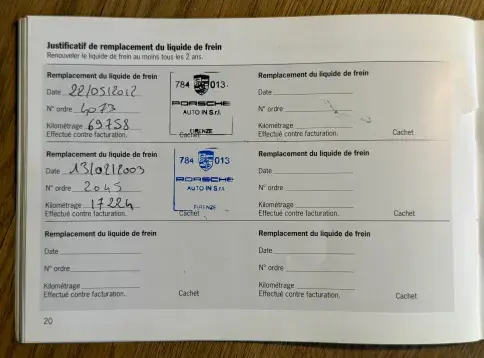 Justificatif de remplacement du liquide de frein
Renouveler le liquide de frein au moins tous les 2 ans.
Remplacement du liquide de frein
Date 22/05/2012
N° ordre 4073
Kilométrage 69758
Effectué contre facturation.
784 013
PORSCHE
AUTO IN S.r.l.
FIRENZE
Cachet
Remplacement du liquide de frein
Date
N° ordre
Kilométrage
Effectué contre facturation.
Cachet
Remplacement du liquide de frein
Date 13/02/2003
N° ordre 2045
Kilométrage 17224
Effectué contre facturation.
784 013
PORSCHE
AUTO IN S.r.l.
FIRENZE
Cachet
Remplacement du liquide de frein
Date
N° ordre
Kilométrage
Effectué contre facturation.
Cachet
Remplacement du liquide de frein
Date
N° ordre
Kilométrage
Effectué contre facturation.
Cachet
Remplacement du liquide de frein
Date
N° ordre
Kilométrage
Effectué contre facturation.
Cachet
20